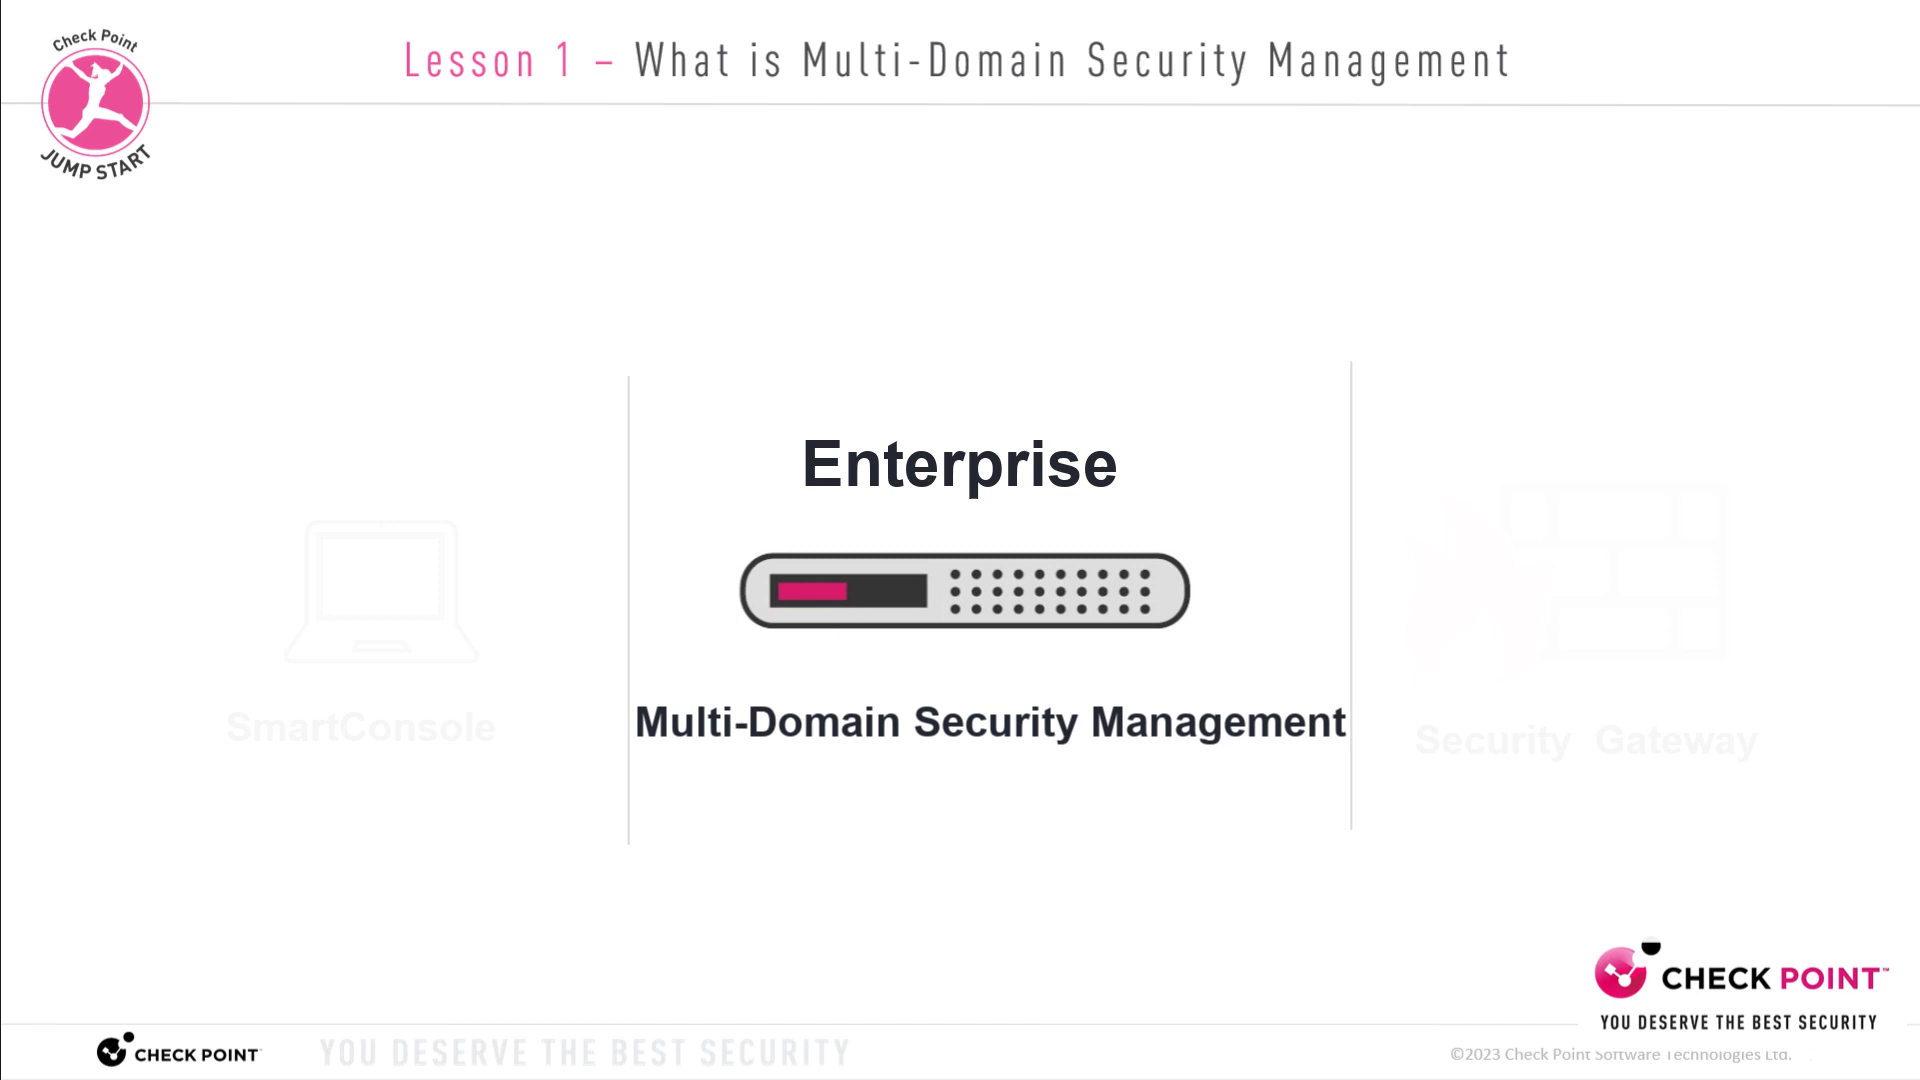 Check Point
JUMP START
Lesson 1 – What is Multi-Domain Security Management
Enterprise
Multi-Domain Security Management
SmartConsole
Security Gateway
CHECK POINT™
YOU DESERVE THE BEST SECURITY
CHECK POINT
YOU DESERVE THE BEST SECURITY
©2023 Check Point Software Technologies Ltd.